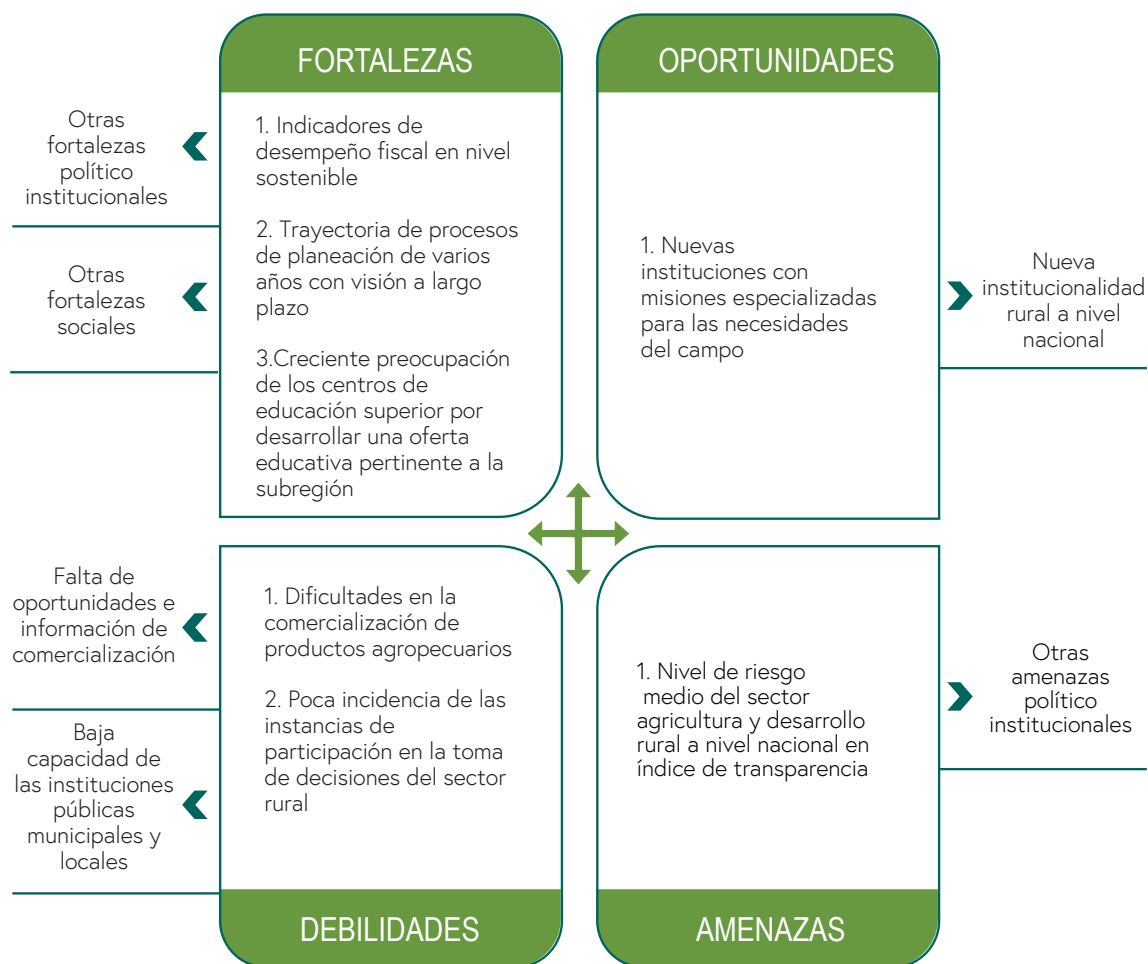 FORTALEZAS
Otras
fortalezas
político
institucionales
Otras
fortalezas
sociales
1. Indicadores de
desempeño fiscal en nivel
sostenible
2. Trayectoria de procesos
de planeación de varios
años con visión a largo
plazo
3.Creciente preocupación
de los centros de
educación superior por
desarrollar una oferta
educativa pertinente a la
subregión
OPORTUNIDADES
1. Nuevas
instituciones con
misiones especializadas
para las necesidades
del campo
Nueva
institucionalidad
rural a nivel
nacional
Falta de
oportunidades e
información de
comercialización
Baja
capacidad de
las instituciones
públicas
municipales y
locales
1. Dificultades en la
comercialización de
productos agropecuarios
2. Poca incidencia de las
instancias de
participación en la toma
de decisiones del sector
rural
DEBILIDADES
1. Nivel de riesgo
medio del sector
agricultura y desarrollo
rural a nivel nacional en
índice de transparencia
Otras
amenazas
político
institucionales
AMENAZAS